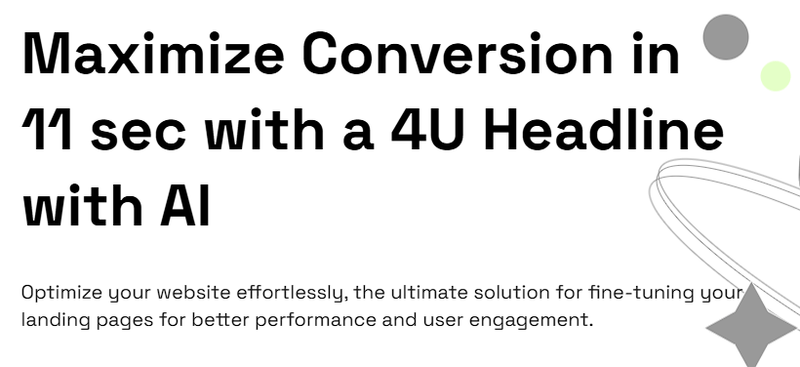 Maximize Conversion in
11 sec with a 4U Headline
with AI
Optimize your website effortlessly, the ultimate solution for fine-tuning your
landing pages for better performance and user engagement.